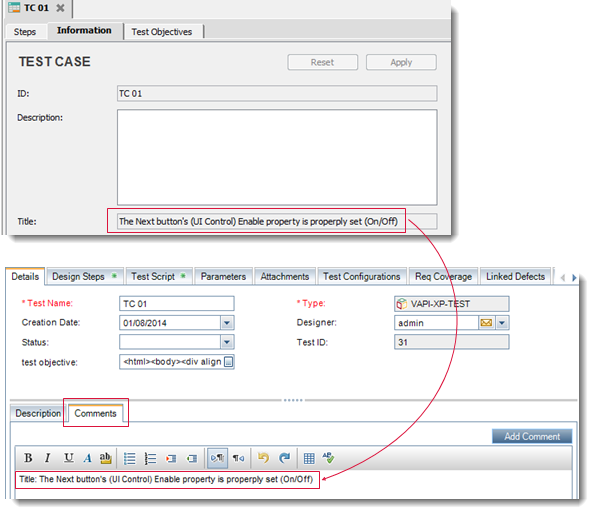 TC 01
Steps Information Test Objectives
TEST CASE Reset Apply
ID: TC 01
Description:
Title: The Next button's (UI Control) Enable property is properply set (On/Off)
Details Design Steps * Test Script * Parameters Attachments Test Configurations Req Coverage Linked Defects
* Test Name: TC 01 * Type: VAPI-XP-TEST
Creation Date: 01/08/2014 Designer: admin
Status: Test ID: 31
test objective: <html><body><div align
Description Comments
Add Comment
B I U A ab
Title: The Next button's (UI Control) Enable property is properply set (On/Off)